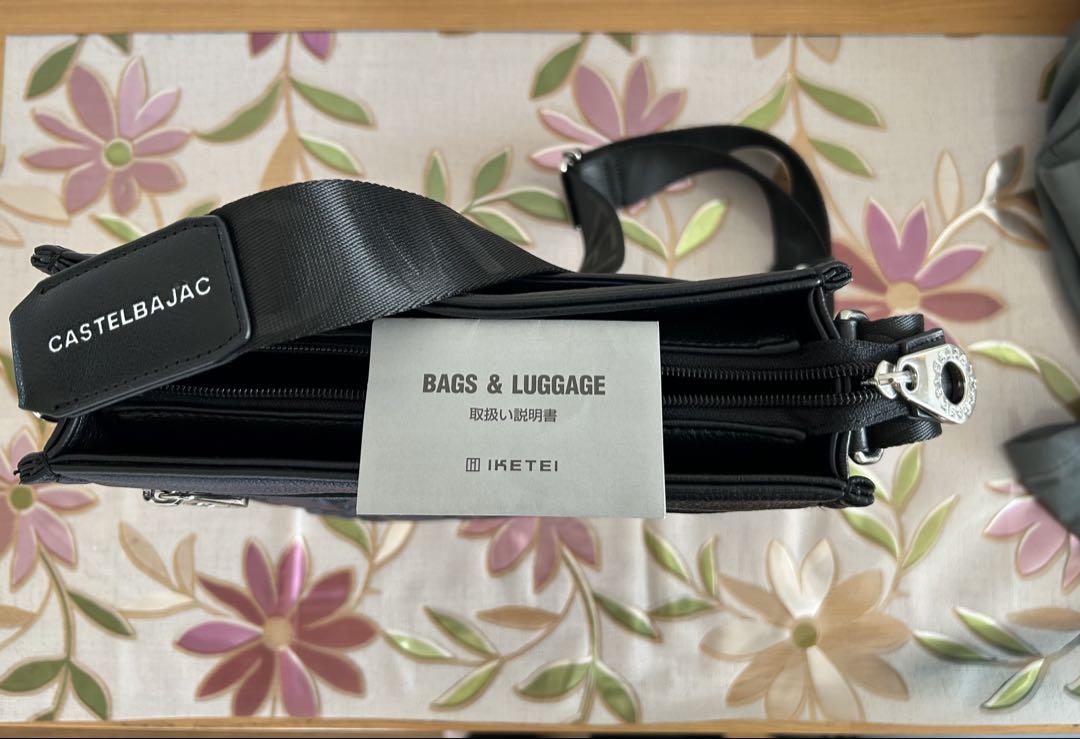 CASTELBAJAC
BAGS & LUGGAGE
取扱い説明書
IKETEI